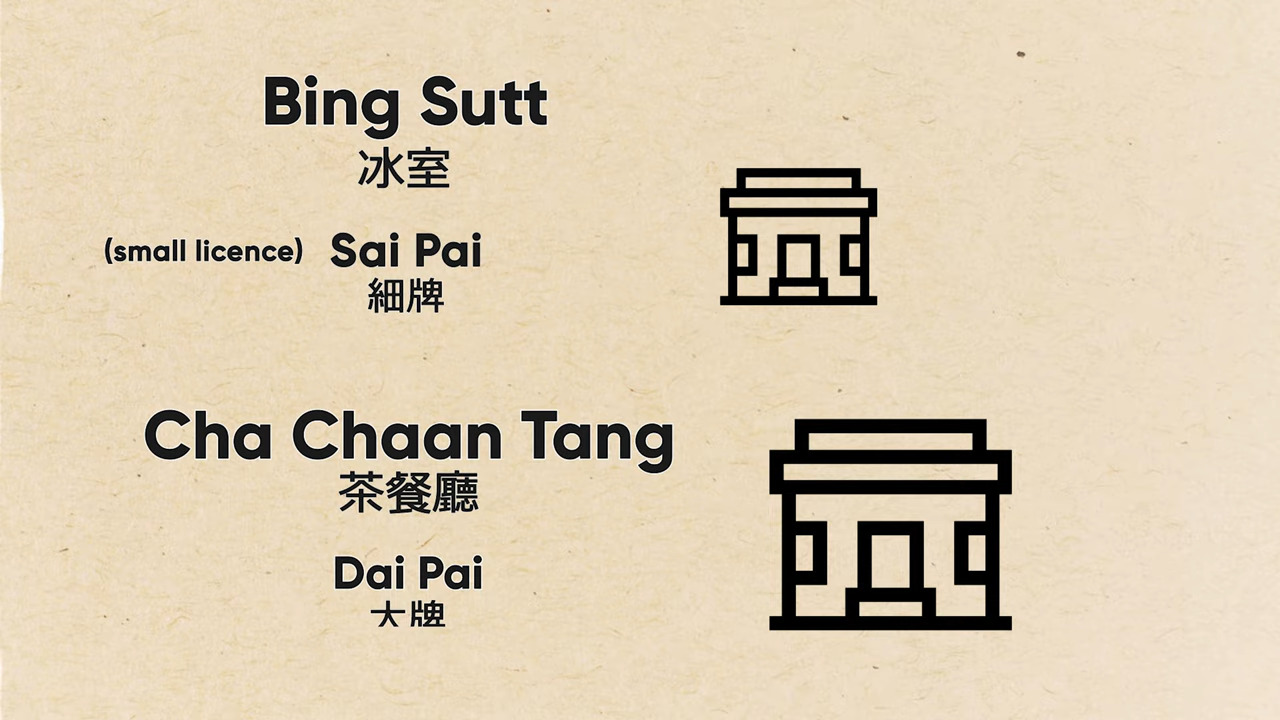 Bing Sutt
冰室
(small licence) Sai Pai
細牌
Cha Chaan Tang
茶餐廳
Dai Pai
大牌